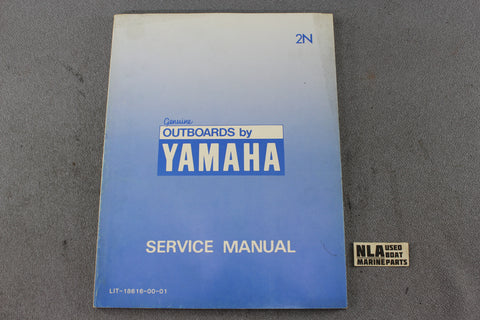 2N
Genuine
OUTBOARDS by
YAMAHA
SERVICE MANUAL
LIT-18616-00-01
NLA USED BOAT
MARINE PARTS